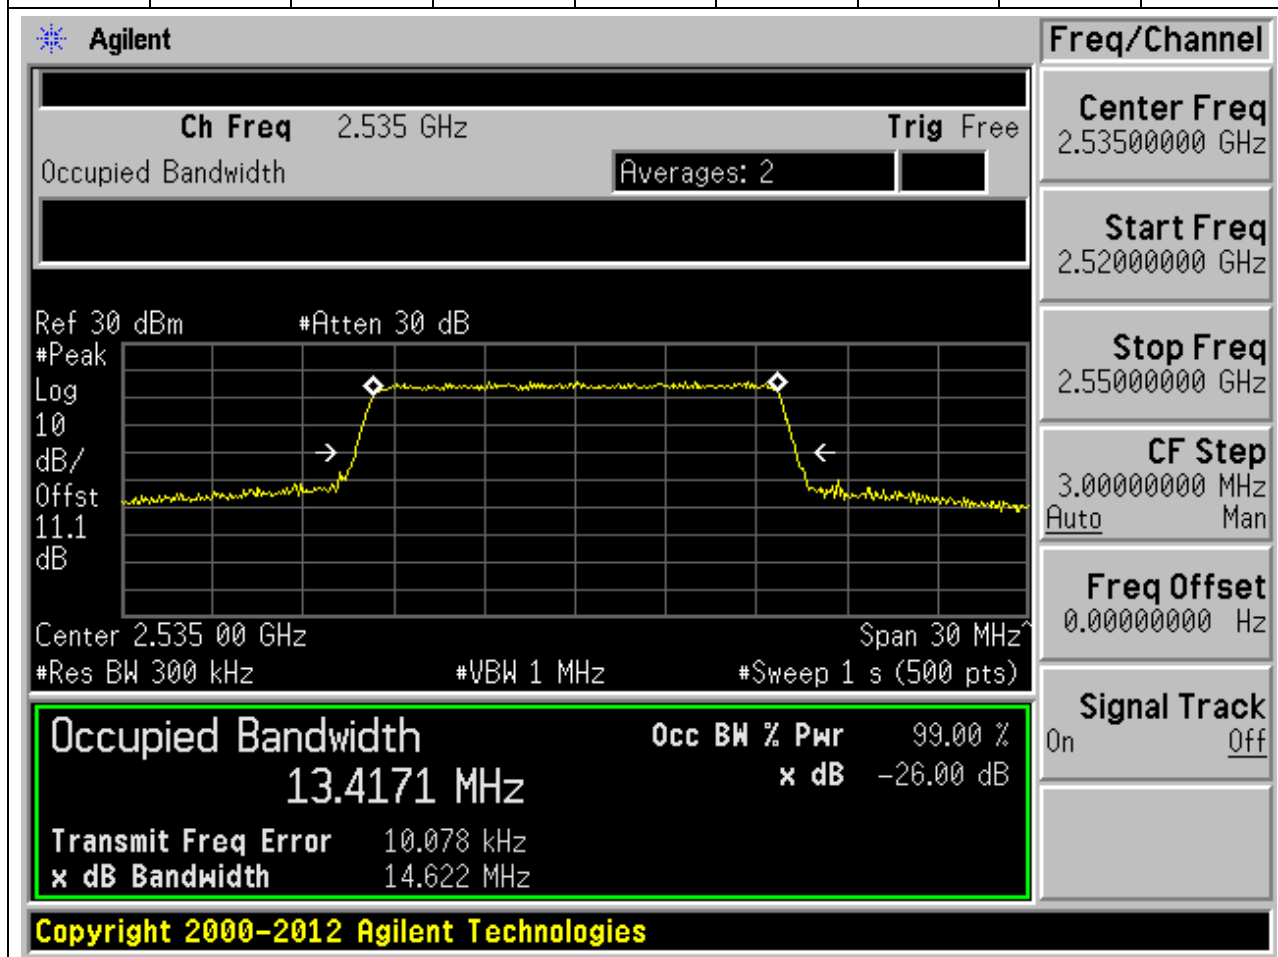 Agilent
Freq/Channel
Ch Freq 2.535 GHz Trig Free
Occupied Bandwidth Averages: 2
Center Freq
2.53500000 GHz
Start Freq
2.52000000 GHz
Stop Freq
2.55000000 GHz
CF Step
3.00000000 MHz
Auto Man
Freq Offset
0.00000000 Hz
Signal Track
On Off
Ref 30 dBm #Atten 30 dB
#Peak
Log
10
dB/
Offst
11.1
dB
Center 2.535 00 GHz Span 30 MHz^
#Res BW 300 kHz #VBW 1 MHz #Sweep 1 s (500 pts)
Occupied Bandwidth Occ BW % Pwr 99.00 %
13.4171 MHz x dB -26.00 dB
Transmit Freq Error 10.078 kHz
x dB Bandwidth 14.622 MHz
Copyright 2000-2012 Agilent Technologies